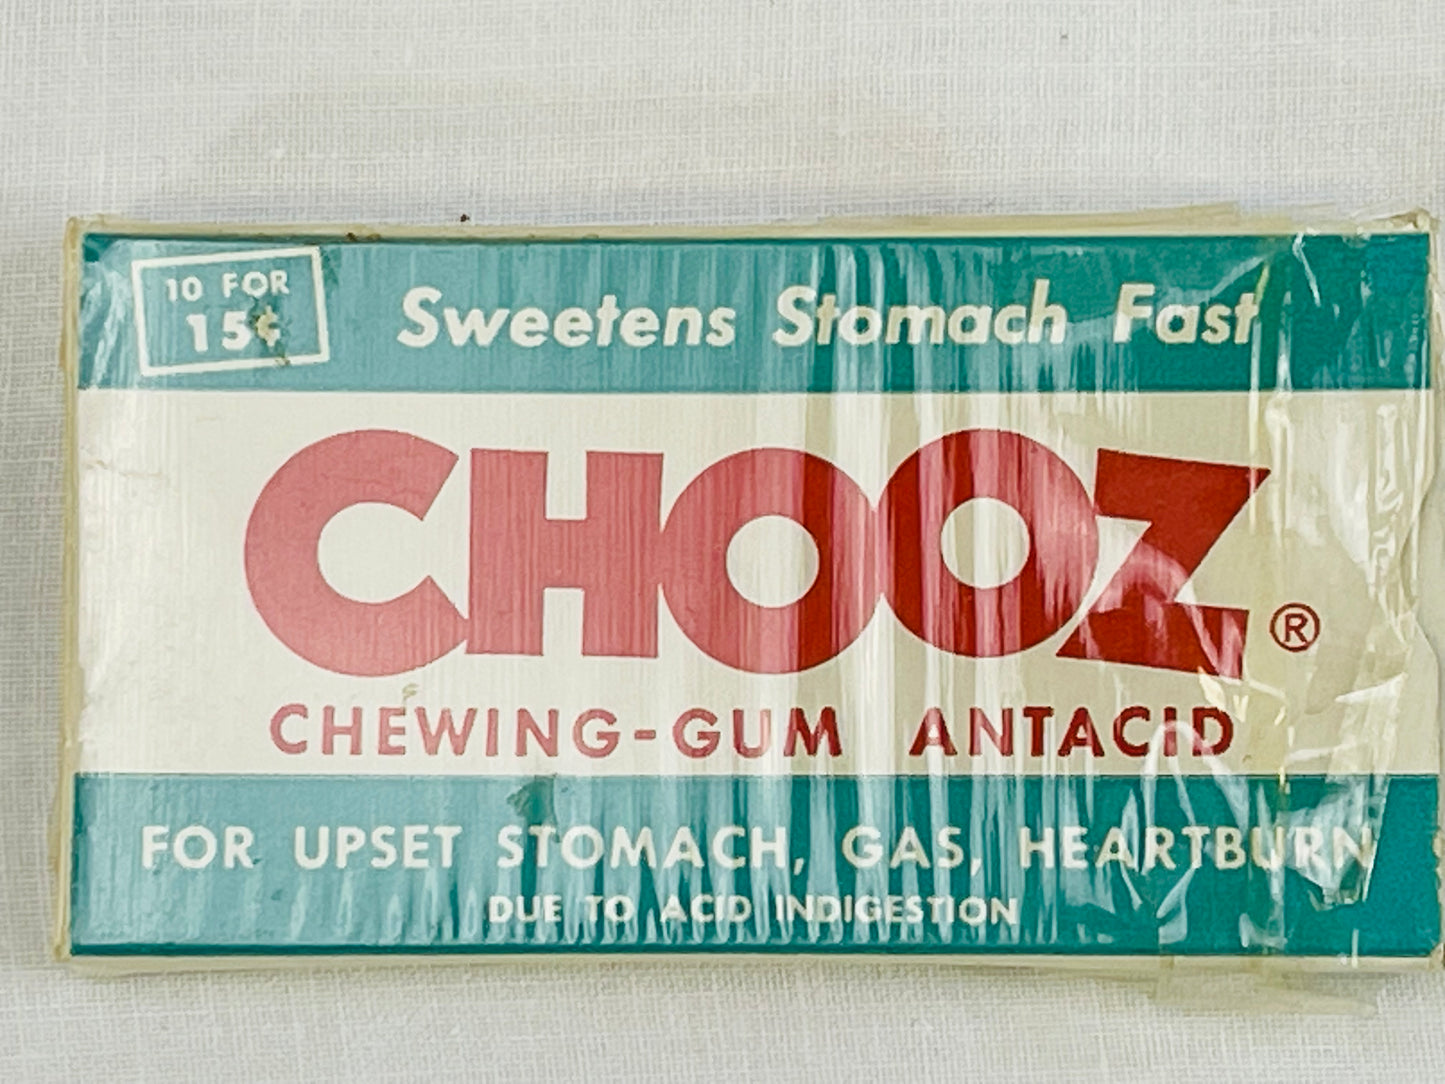 10 FOR
15¢
Sweetens Stomach Fast
CHOOZ®
CHEWING-GUM ANTACID
FOR UPSET STOMACH, GAS, HEARTBURN
DUE TO ACID INDIGESTION